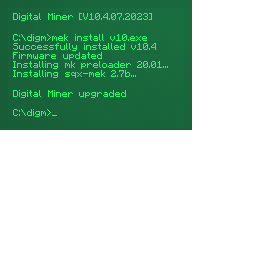 Digital Miner [V10.4.07.2023]
C:\digm>mek install v10.exe
Successfully installed v10.4
Firmware updated
Installing mk preloader 20.01...
Installing sqx-mek 2.7b...
Digital Miner upgraded
C:\digm>_